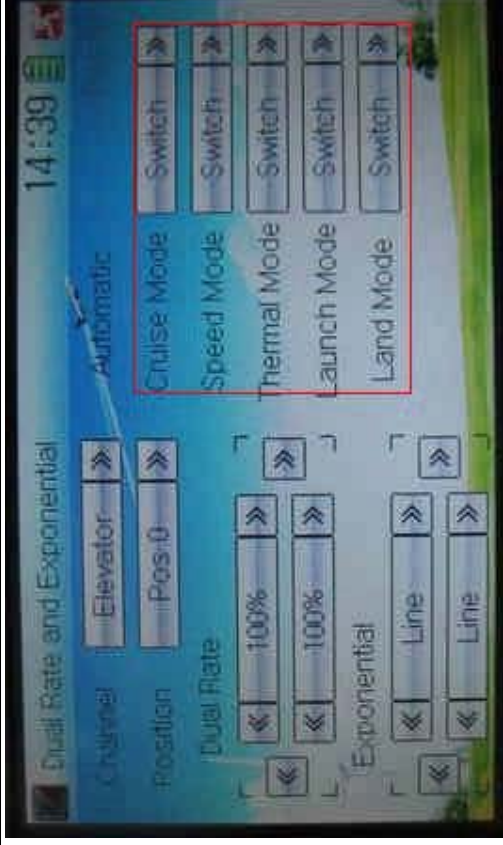 Dual Rate and Exponential 14:39
Channel Elevator Automatic
Position Pos 0 Cruise Mode Switch
Speed Mode Switch
Dual Rate
100% Thermal Mode Switch
100% Launch Mode Switch
Exponential Land Mode Switch
Line
Line